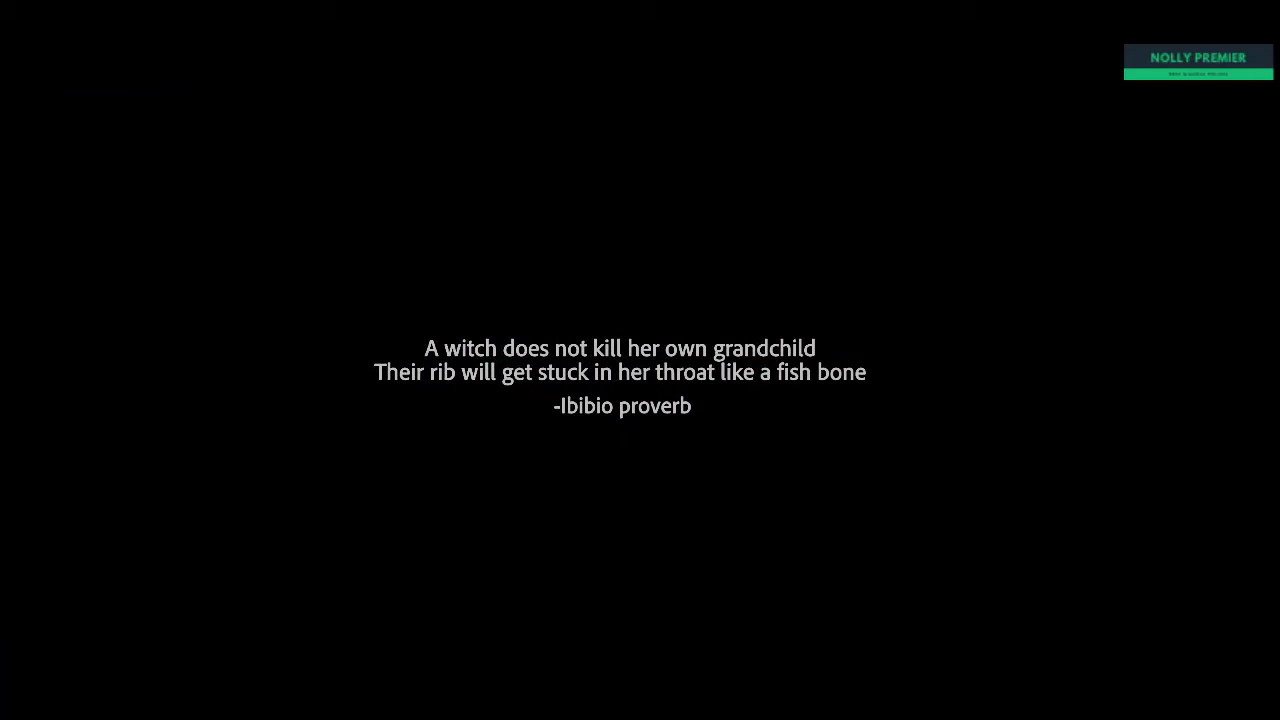 NOLLY PREMIER
A witch does not kill her own grandchild
Their rib will get stuck in her throat like a fish bone
-Ibibio proverb